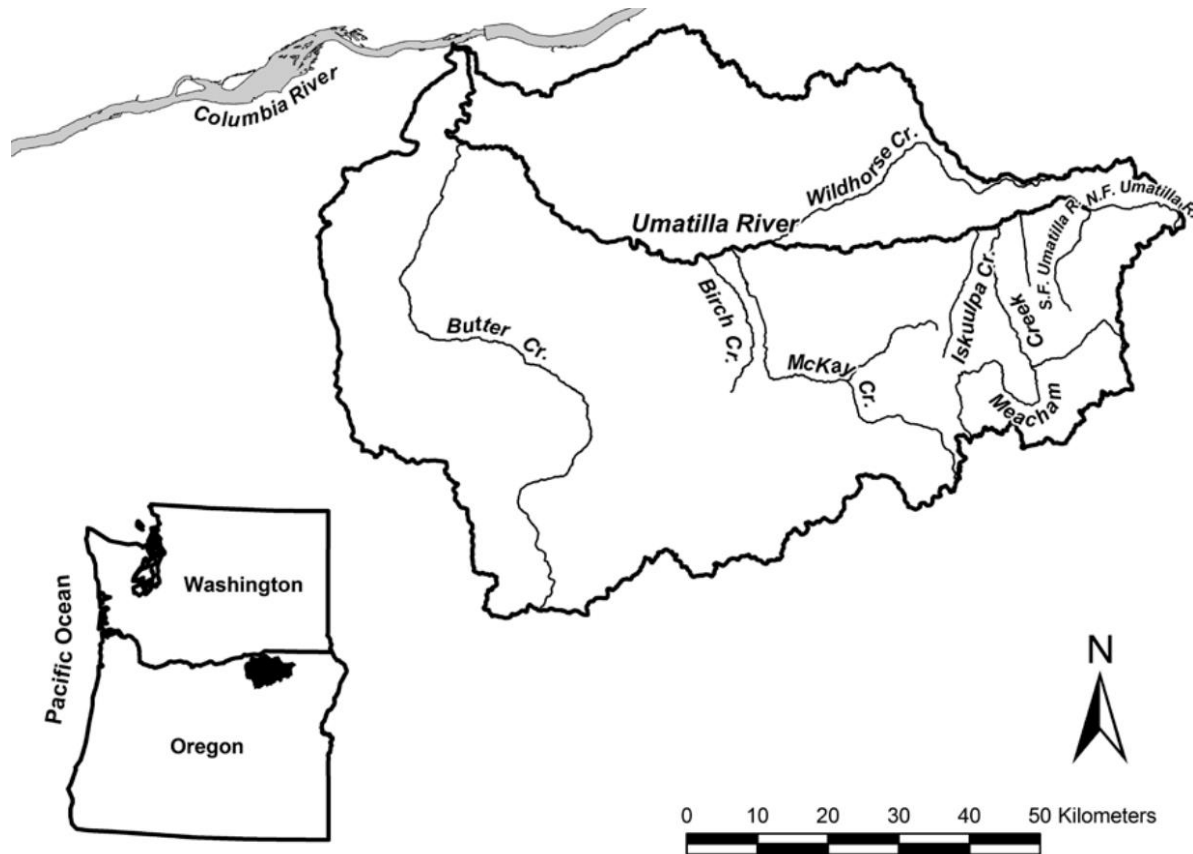 Columbia River
Wildhorse Cr.
N.F. Umatilla R.
Umatilla River
S.F. Umatilla R.
Iskuulpa Cr.
Birch Cr.
Creek
Butter Cr.
McKay Cr.
Meacham
Washington
Pacific Ocean
Oregon
N
0 10 20 30 40 50 Kilometers